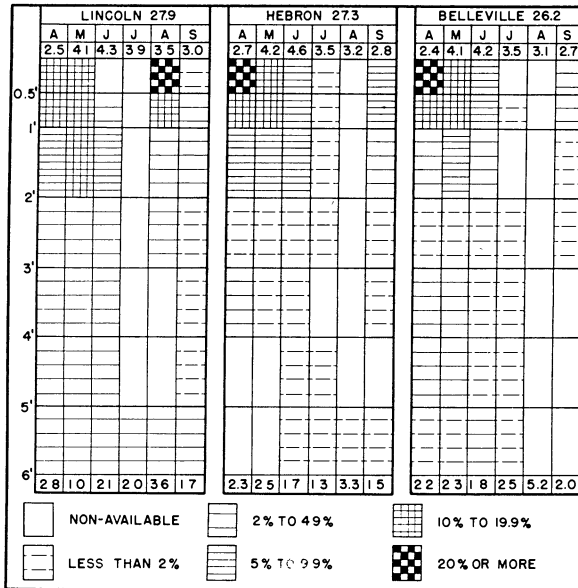 LINCOLN 27.9 HEBRON 27.3 BELLEVILLE 26.2
A M J J A S A M J J A S A M J J A S
2.5 4 1 4.3 3 9 3 5 3.0 2.7 4.2 4.6 3.5 3.2 2.8 2.4 4.1 4.2 3.5 3.1 2.7
0.5'
1'
2'
3'
4'
5'
6'
2 8 1 0 2 1 3 6 1 7 2.3 2 5 1 7 1 3 3.3 1 5 2 2 2 3 1 8 2 5 5.2 2.0
NON-AVAILABLE 2% TO 49% 10% TO 19.9%
LESS THAN 2% 5% TO 9 9% 20% OR MORE